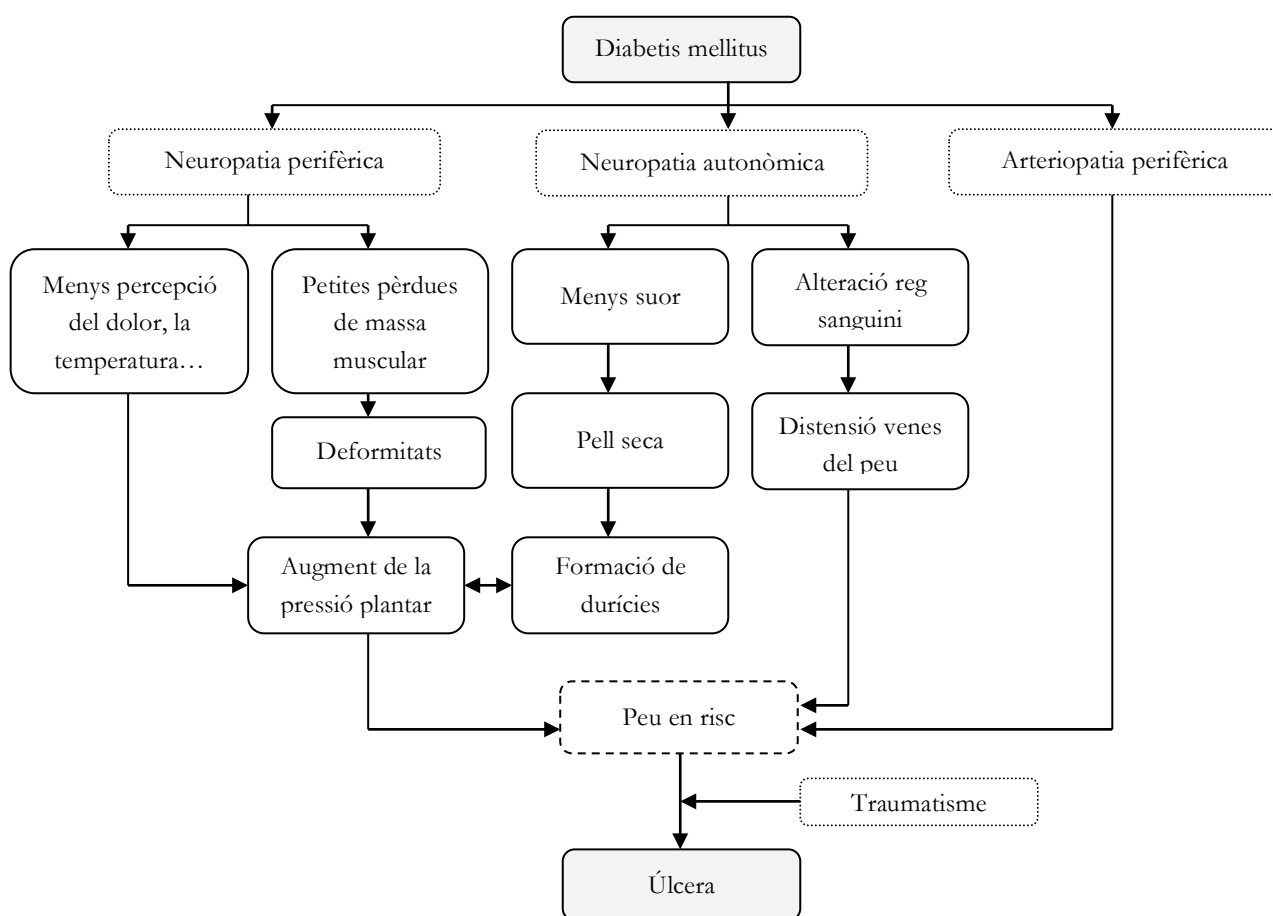 Diabetis mellitus
Neuropatia perifèrica
Neuropatia autonòmica
Arteriopatia perifèrica
Menys percepció
del dolor, la
temperatura…
Petites pèrdues
de massa
muscular
Menys suor
Alteració reg
sanguini
Deformitats
Pell seca
Distensió venes
del peu
Augment de la
pressió plantar
Formació de
durícies
Peu en risc
Traumatisme
Úlcera